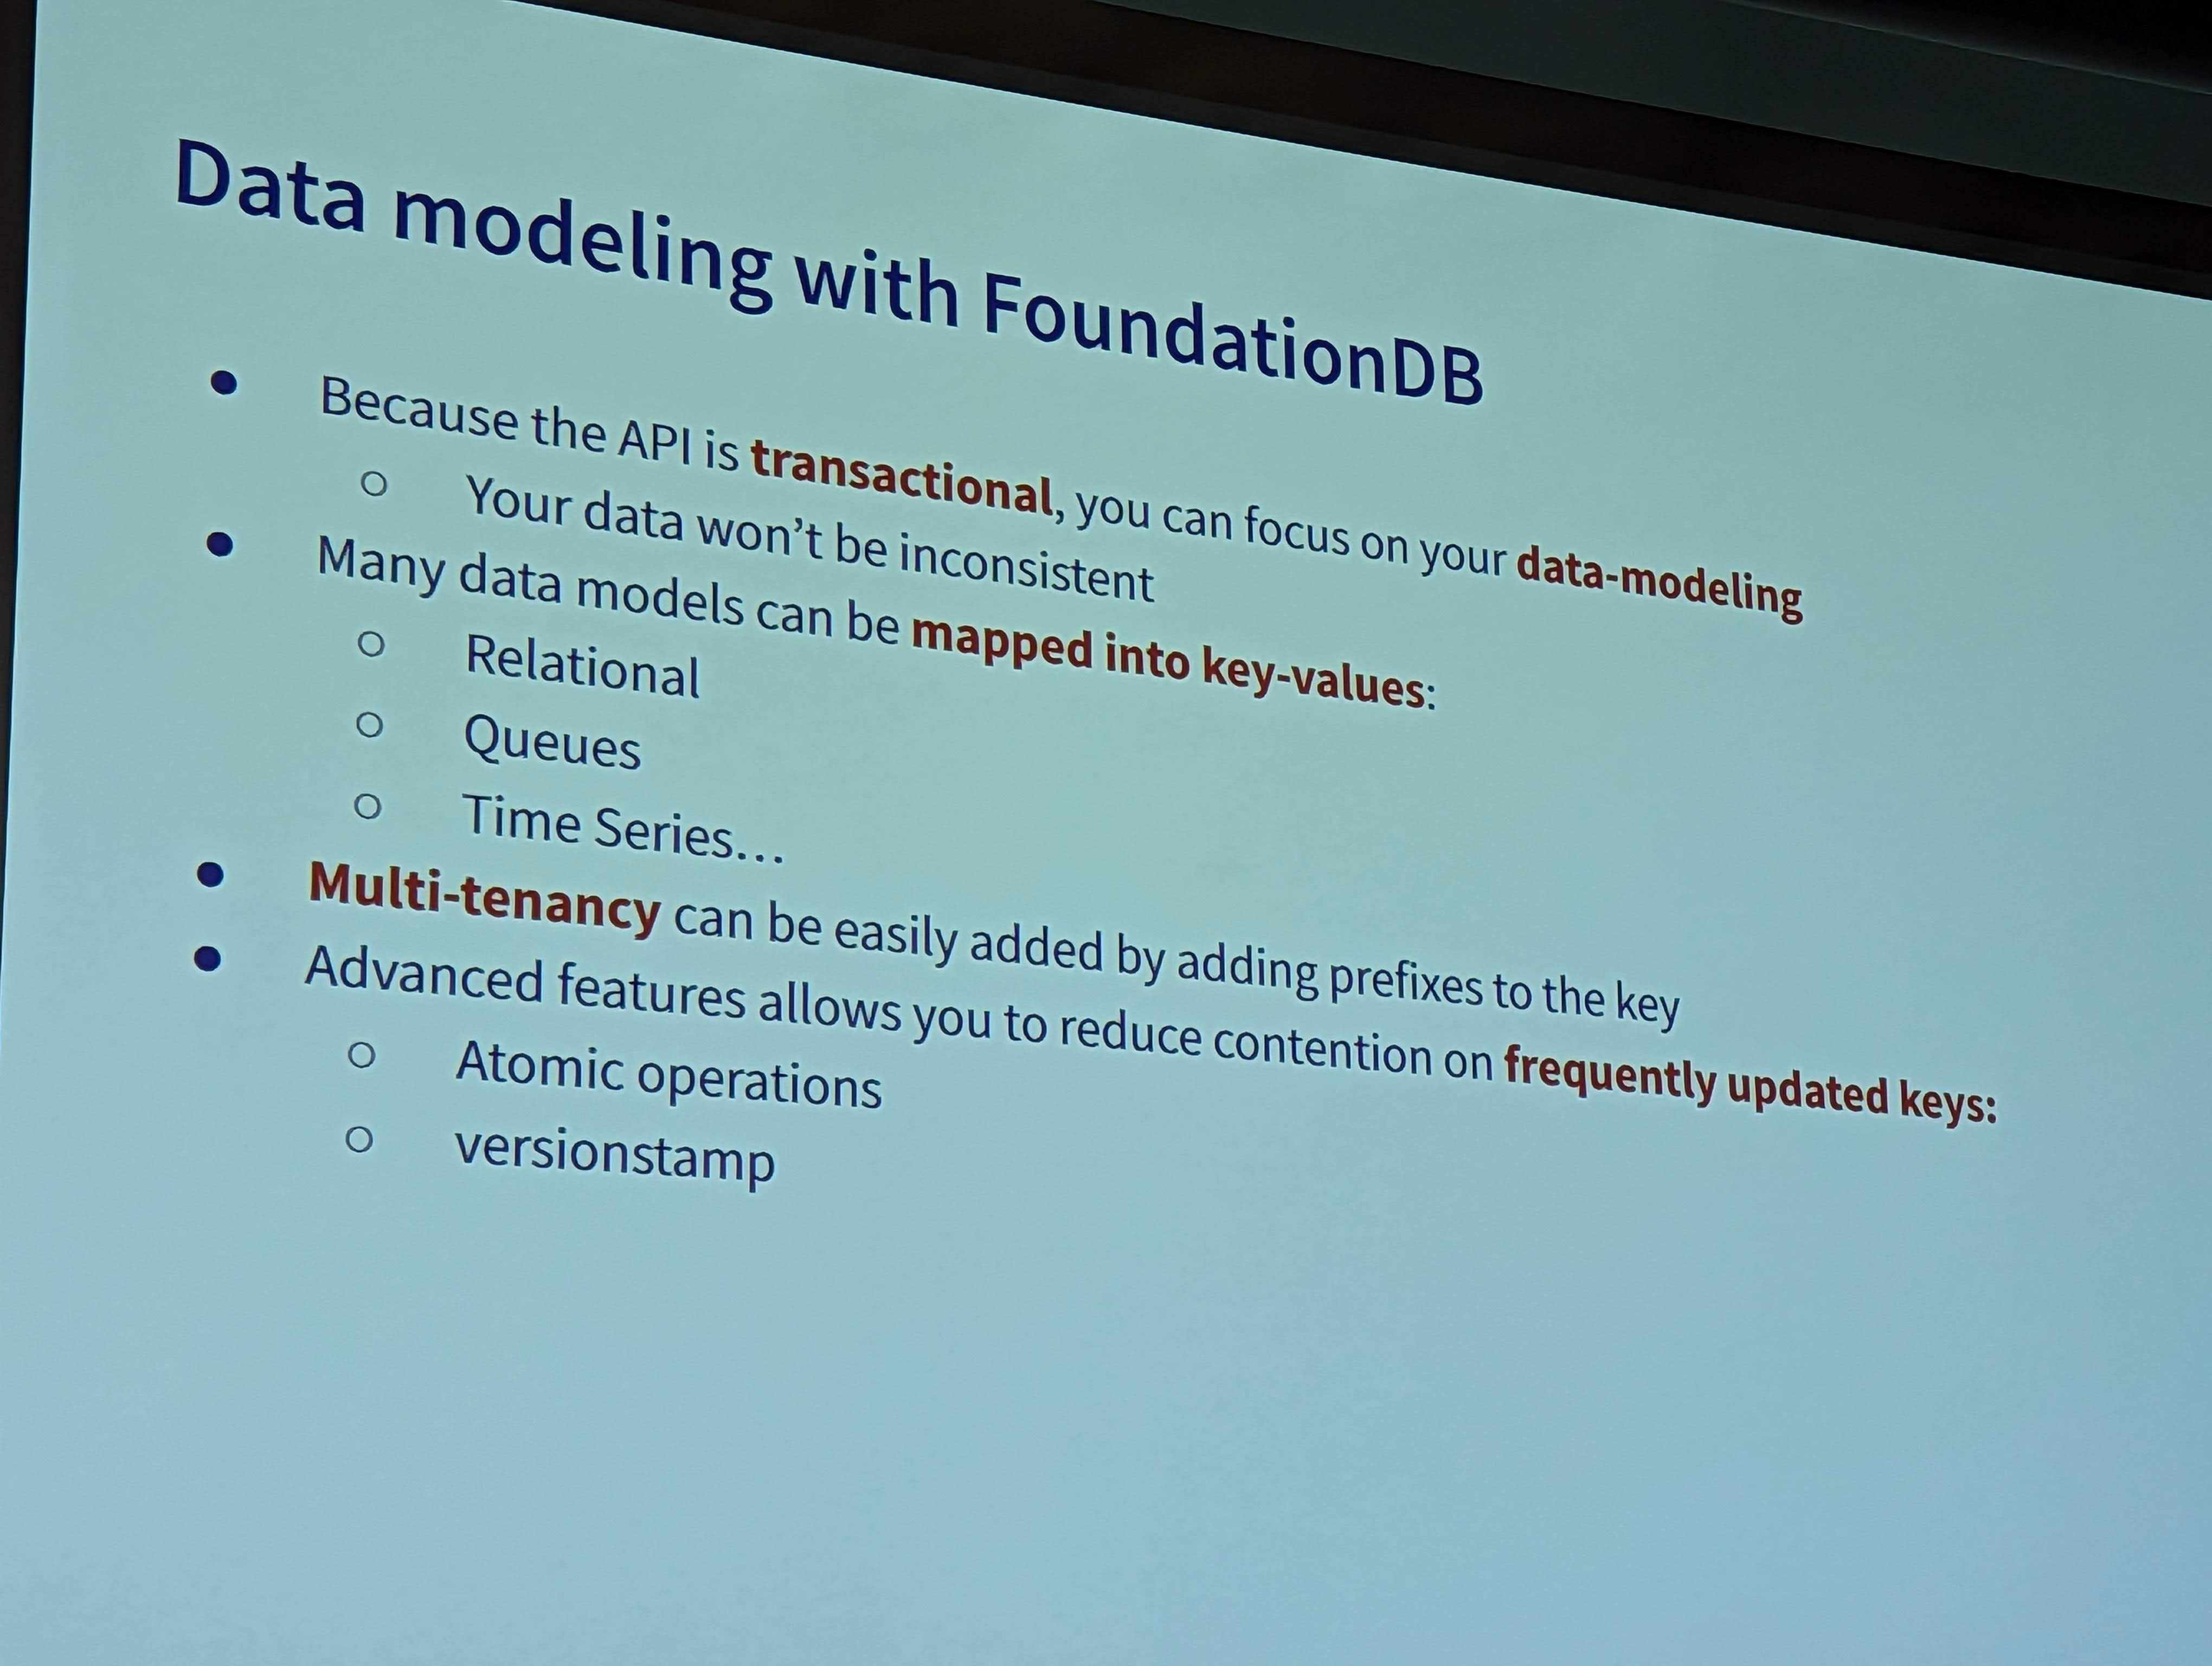 Data modeling with FoundationDB
● Because the API is transactional, you can focus on your data-modeling
○ Your data won’t be inconsistent
● Many data models can be mapped into key-values:
○ Relational
○ Queues
○ Time Series…
● Multi-tenancy can be easily added by adding prefixes to the key
● Advanced features allows you to reduce contention on frequently updated keys:
○ Atomic operations
○ versionstamp